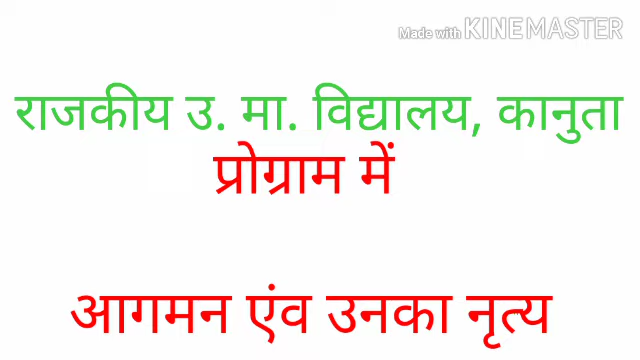 Made with KINEMASTER
राजकीय उ. मा. विद्यालय, कानुता
प्रोग्राम में
आगमन एंव उनका नृत्य